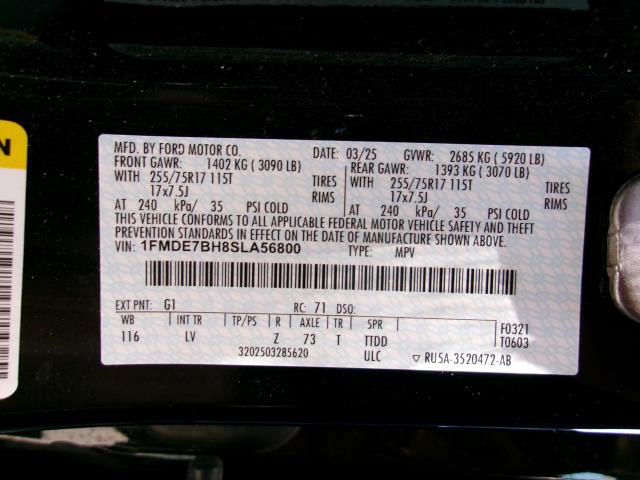 MFD. BY FORD MOTOR CO. DATE: 03/25 GVWR: 2685 KG ( 5920 LB)
FRONT GAWR: 1402 KG ( 3090 LB) REAR GAWR: 1393 KG ( 3070 LB)
WITH 255/75R17 115T TIRES WITH 255/75R17 115T TIRES
17x7.5J RIMS 17x7.5J RIMS
AT 240 kPa/ 35 PSI COLD AT 240 kPa/ 35 PSI COLD
THIS VEHICLE CONFORMS TO ALL APPLICABLE FEDERAL MOTOR VEHICLE SAFETY AND THEFT
PREVENTION STANDARDS IN EFFECT ON THE DATE OF MANUFACTURE SHOWN ABOVE.
VIN: 1FMDE7BH8SLA56800 TYPE: MPV
EXT PNT: G1 RC: 71 DSO: F0321
WB INT TR TP/PS R AXLE TR SPR T0603
116 LV Z 73 T TTDD
3202503285620 ULC ▽ RU5A-3520472-AB